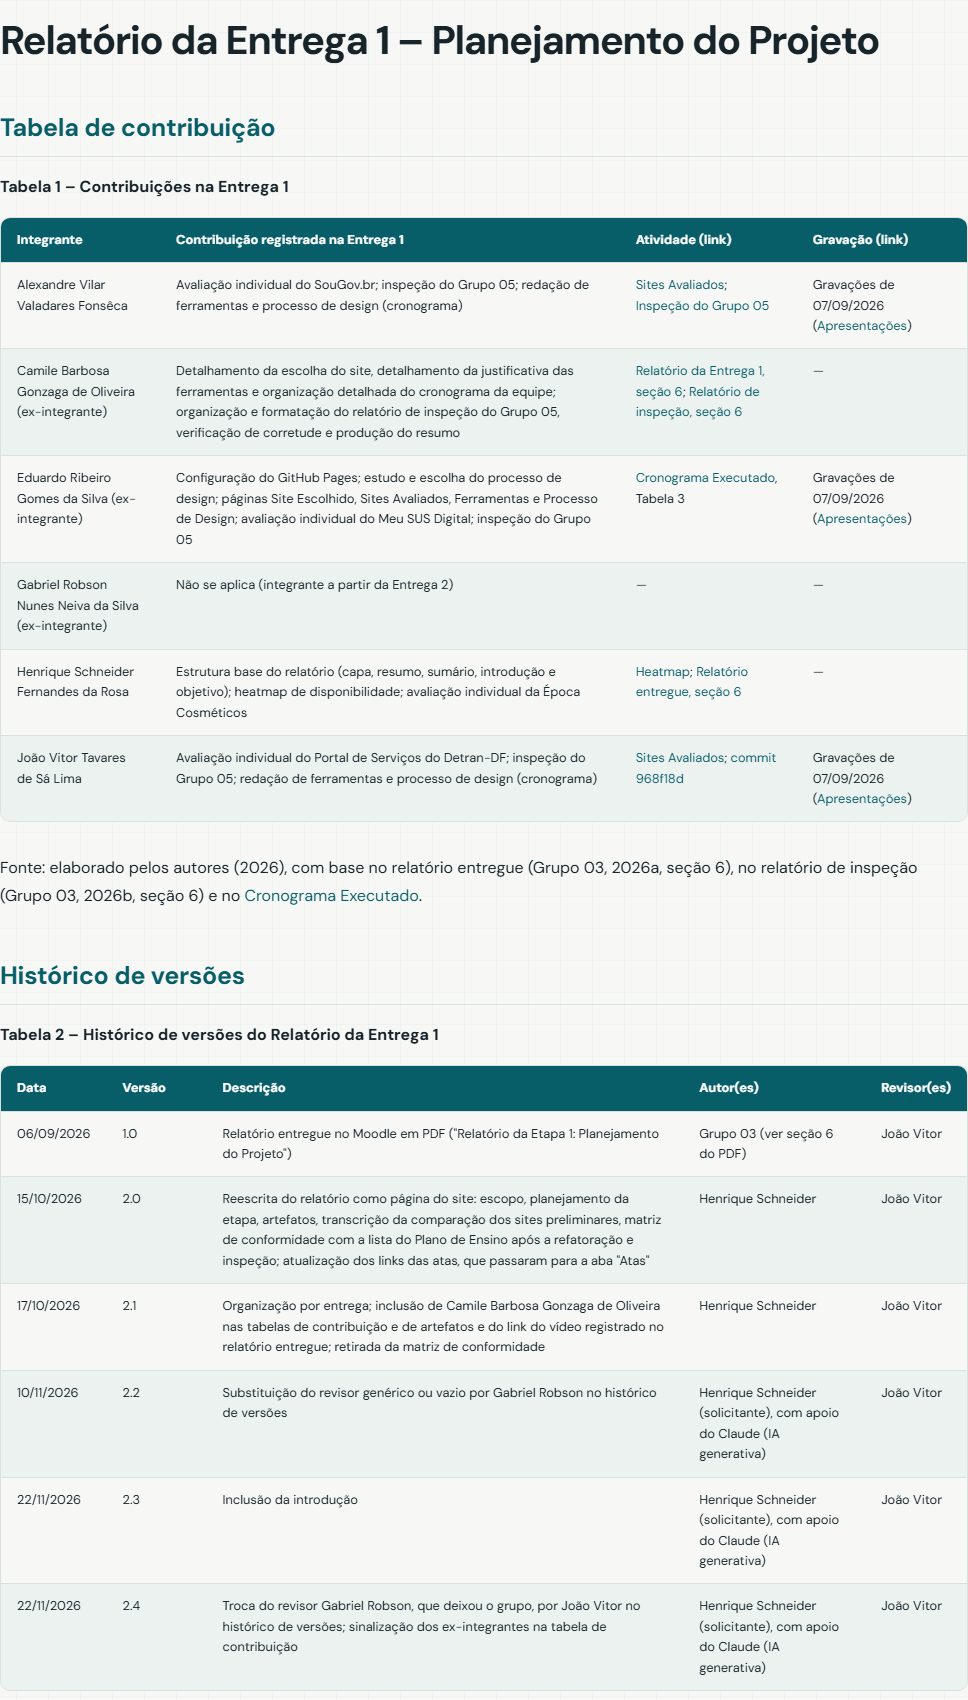 Relatório da Entrega 1 – Planejamento do Projeto
Tabela de contribuição
Tabela 1 – Contribuições na Entrega 1
Integrante
Contribuição registrada na Entrega 1
Atividade (link)
Gravação (link)
Alexandre Vilar
Valadares Fonsêca
Avaliação individual do SouGov.br; inspeção do Grupo 05; redação de
ferramentas e processo de design (cronograma)
Sites Avaliados;
Inspeção do Grupo 05
Gravações de
07/09/2026
(Apresentações)
Camile Barbosa
Gonzaga de Oliveira
(ex-integrante)
Detalhamento da escolha do site, detalhamento da justificativa das
ferramentas e organização detalhada do cronograma da equipe;
organização e formatação do relatório de inspeção do Grupo 05,
verificação de corretude e produção do resumo
Relatório da Entrega 1,
seção 6; Relatório de
inspeção, seção 6
—
Eduardo Ribeiro
Gomes da Silva (ex-
integrante)
Configuração do GitHub Pages; estudo e escolha do processo de
design; páginas Site Escolhido, Sites Avaliados, Ferramentas e Processo
de Design; avaliação individual do Meu SUS Digital; inspeção do Grupo
05
Cronograma Executado,
Tabela 3
Gravações de
07/09/2026
(Apresentações)
Gabriel Robson
Nunes Neiva da Silva
(ex-integrante)
Não se aplica (integrante a partir da Entrega 2)
—
—
Henrique Schneider
Fernandes da Rosa
Estrutura base do relatório (capa, resumo, sumário, introdução e
objetivo); heatmap de disponibilidade; avaliação individual da Época
Cosméticos
Heatmap; Relatório
entregue, seção 6
—
João Vitor Tavares
de Sá Lima
Avaliação individual do Portal de Serviços do Detran-DF; inspeção do
Grupo 05; redação de ferramentas e processo de design (cronograma)
Sites Avaliados; commit
968f18d
Gravações de
07/09/2026
(Apresentações)
Fonte: elaborado pelos autores (2026), com base no relatório entregue (Grupo 03, 2026a, seção 6), no relatório de inspeção
(Grupo 03, 2026b, seção 6) e no Cronograma Executado.
Histórico de versões
Tabela 2 – Histórico de versões do Relatório da Entrega 1
Data
Versão
Descrição
Autor(es)
Revisor(es)
06/09/2026
1.0
Relatório entregue no Moodle em PDF ("Relatório da Etapa 1: Planejamento
do Projeto")
Grupo 03 (ver seção 6
do PDF)
João Vitor
15/10/2026
2.0
Reescrita do relatório como página do site: escopo, planejamento da
etapa, artefatos, transcrição da comparação dos sites preliminares, matriz
de conformidade com a lista do Plano de Ensino após a refatoração e
inspeção; atualização dos links das atas, que passaram para a aba "Atas"
Henrique Schneider
João Vitor
17/10/2026
2.1
Organização por entrega; inclusão de Camile Barbosa Gonzaga de Oliveira
nas tabelas de contribuição e de artefatos e do link do vídeo registrado no
relatório entregue; retirada da matriz de conformidade
Henrique Schneider
João Vitor
10/11/2026
2.2
Substituição do revisor genérico ou vazio por Gabriel Robson no histórico
de versões
Henrique Schneider
(solicitante), com apoio
do Claude (IA
generativa)
João Vitor
22/11/2026
2.3
Inclusão da introdução
Henrique Schneider
(solicitante), com apoio
do Claude (IA
generativa)
João Vitor
22/11/2026
2.4
Troca do revisor Gabriel Robson, que deixou o grupo, por João Vitor no
histórico de versões; sinalização dos ex-integrantes na tabela de
contribuição
Henrique Schneider
(solicitante), com apoio
do Claude (IA
generativa)
João Vitor